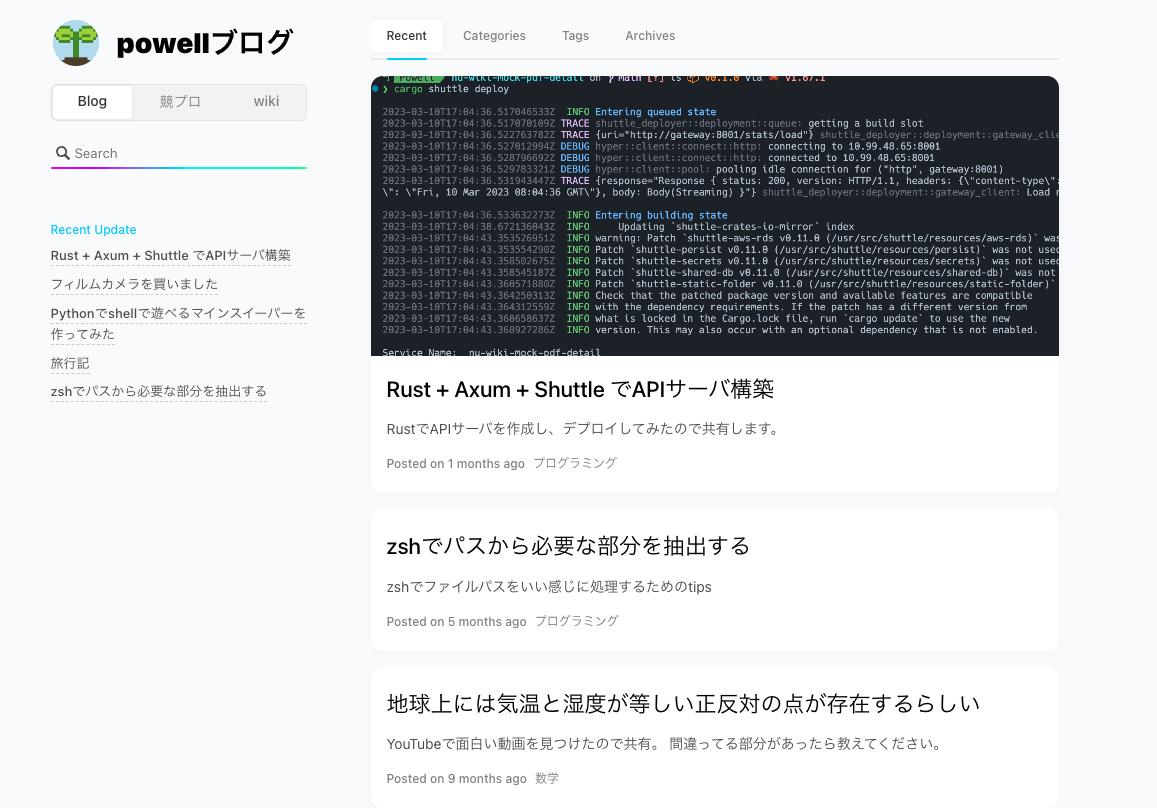 powellブログ
Blog
競プロ
wiki
Search
Recent Update
Rust + Axum + Shuttle でAPIサーバ構築
フィルムカメラを買いました
Pythonでshellで遊べるマインスイーパーを
作ってみた
旅行記
zshでパスから必要な部分を抽出する
Recent
Categories
Tags
Archives
Powell nu-wiki-mock-pdf-detail on main [↑] is v0.1.0 via v1.67.1
❯ cargo shuttle deploy
2023-03-10T17:04:36.517046533Z INFO Entering queued state
2023-03-10T17:04:36.517070109Z TRACE shuttle_deployer::deployment::queue: getting a build slot
2023-03-10T17:04:36.522763782Z TRACE {uri="http://gateway:8001/stats/load"} shuttle_deployer::deployment::gateway_clie
2023-03-10T17:04:36.527012994Z DEBUG hyper::client::connect::http: connecting to 10.99.48.65:8001
2023-03-10T17:04:36.528796692Z DEBUG hyper::client::connect::http: connected to 10.99.48.65:8001
2023-03-10T17:04:36.529783321Z DEBUG hyper::client::pool: pooling idle connection for ("http", gateway:8001)
2023-03-10T17:04:36.531943447Z TRACE {response="Response { status: 200, version: HTTP/1.1, headers: {\"content-type\":
\": \"Fri, 10 Mar 2023 08:04:36 GMT\"}, body: Body(Streaming) }"} shuttle_deployer::deployment::gateway_client: Load
2023-03-10T17:04:36.533632273Z INFO Entering building state
2023-03-10T17:04:38.672136043Z INFO Updating `shuttle-crates-io-mirror` index
2023-03-10T17:04:43.353526951Z INFO warning: Patch `shuttle-aws-rds v0.11.0 (/usr/src/shuttle/resources/aws-rds)` was
2023-03-10T17:04:43.353554290Z INFO Patch `shuttle-persist v0.11.0 (/usr/src/shuttle/resources/persist)` was not used
2023-03-10T17:04:43.358502675Z INFO Patch `shuttle-secrets v0.11.0 (/usr/src/shuttle/resources/secrets)` was not used
2023-03-10T17:04:43.358545187Z INFO Patch `shuttle-shared-db v0.11.0 (/usr/src/shuttle/resources/shared-db)` was not
2023-03-10T17:04:43.360571880Z INFO Patch `shuttle-static-folder v0.11.0 (/usr/src/shuttle/resources/static-folder)`
2023-03-10T17:04:43.364250313Z INFO Check that the patched package version and available features are compatible
2023-03-10T17:04:43.364312559Z INFO with the dependency requirements. If the patch has a different version from
2023-03-10T17:04:43.368658637Z INFO what is locked in the Cargo.lock file, run `cargo update` to use the new
2023-03-10T17:04:43.368927286Z INFO version. This may also occur with an optional dependency that is not enabled.
Service Name: nu-wiki-mock-pdf-detail
Rust + Axum + Shuttle でAPIサーバ構築
RustでAPIサーバを作成し、デプロイしてみたので共有します。
Posted on 1 months ago プログラミング
zshでパスから必要な部分を抽出する
zshでファイルパスをいい感じに処理するためのtips
Posted on 5 months ago プログラミング
地球上には気温と湿度が等しい正反対の点が存在するらしい
YouTubeで面白い動画を見つけたので共有。 間違ってる部分があったら教えてください。
Posted on 9 months ago 数学